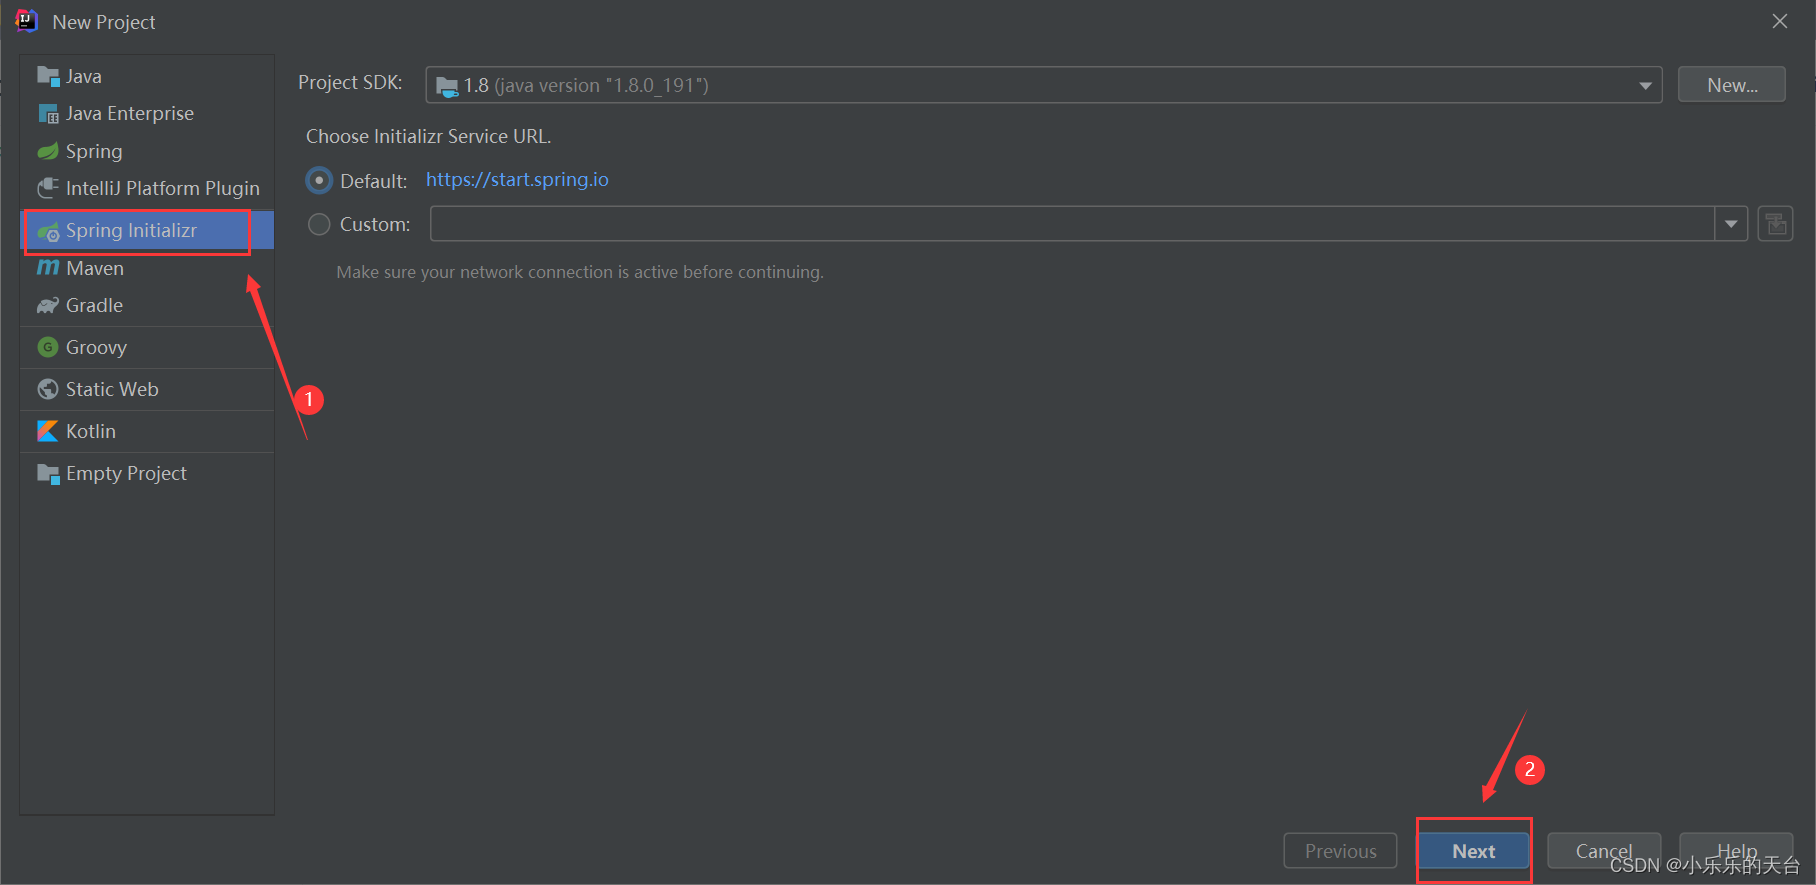 New Project
Java
Java Enterprise
Spring
IntelliJ Platform Plugin
Spring Initializr
Maven
Gradle
Groovy
Static Web
Kotlin
Empty Project
1
Project SDK: 1.8 (java version "1.8.0_191") New...
Choose Initializr Service URL.
Default: https://start.spring.io
Custom:
Make sure your network connection is active before continuing.
2
Previous Next Cancel Help
CSDN @小乐乐的天台